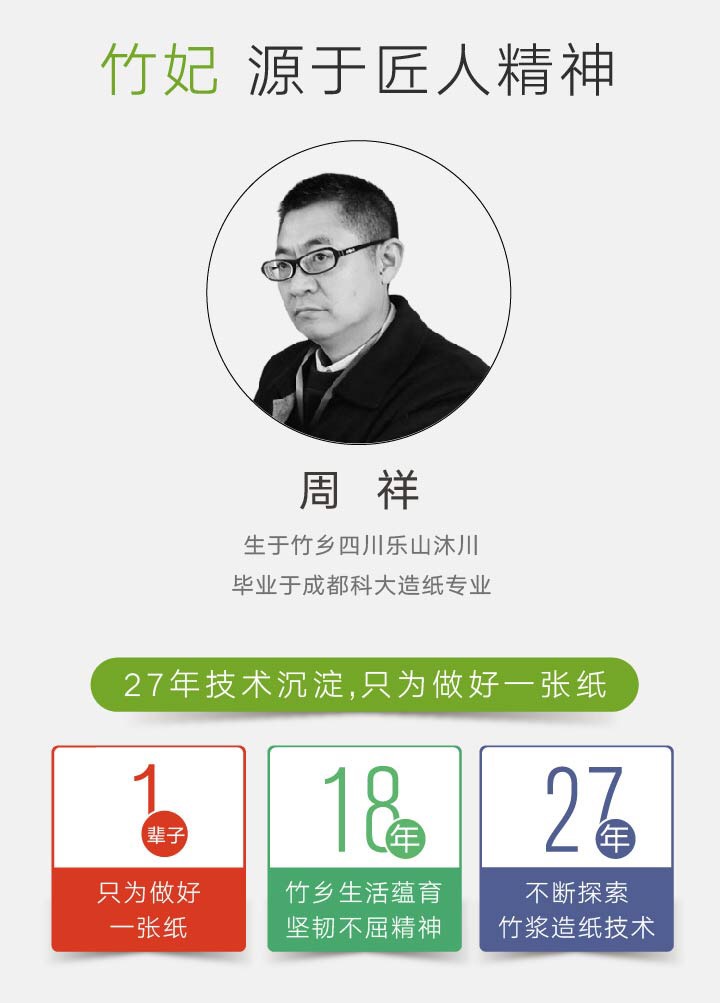 竹妃 源于匠人精神
周 祥
生于竹乡四川乐山沐川
毕业于成都科大造纸专业
27年技术沉淀,只为做好一张纸
1辈子
只为做好
一张纸
18年
竹乡生活蕴育
坚韧不屈精神
27年
不断探索
竹浆造纸技术